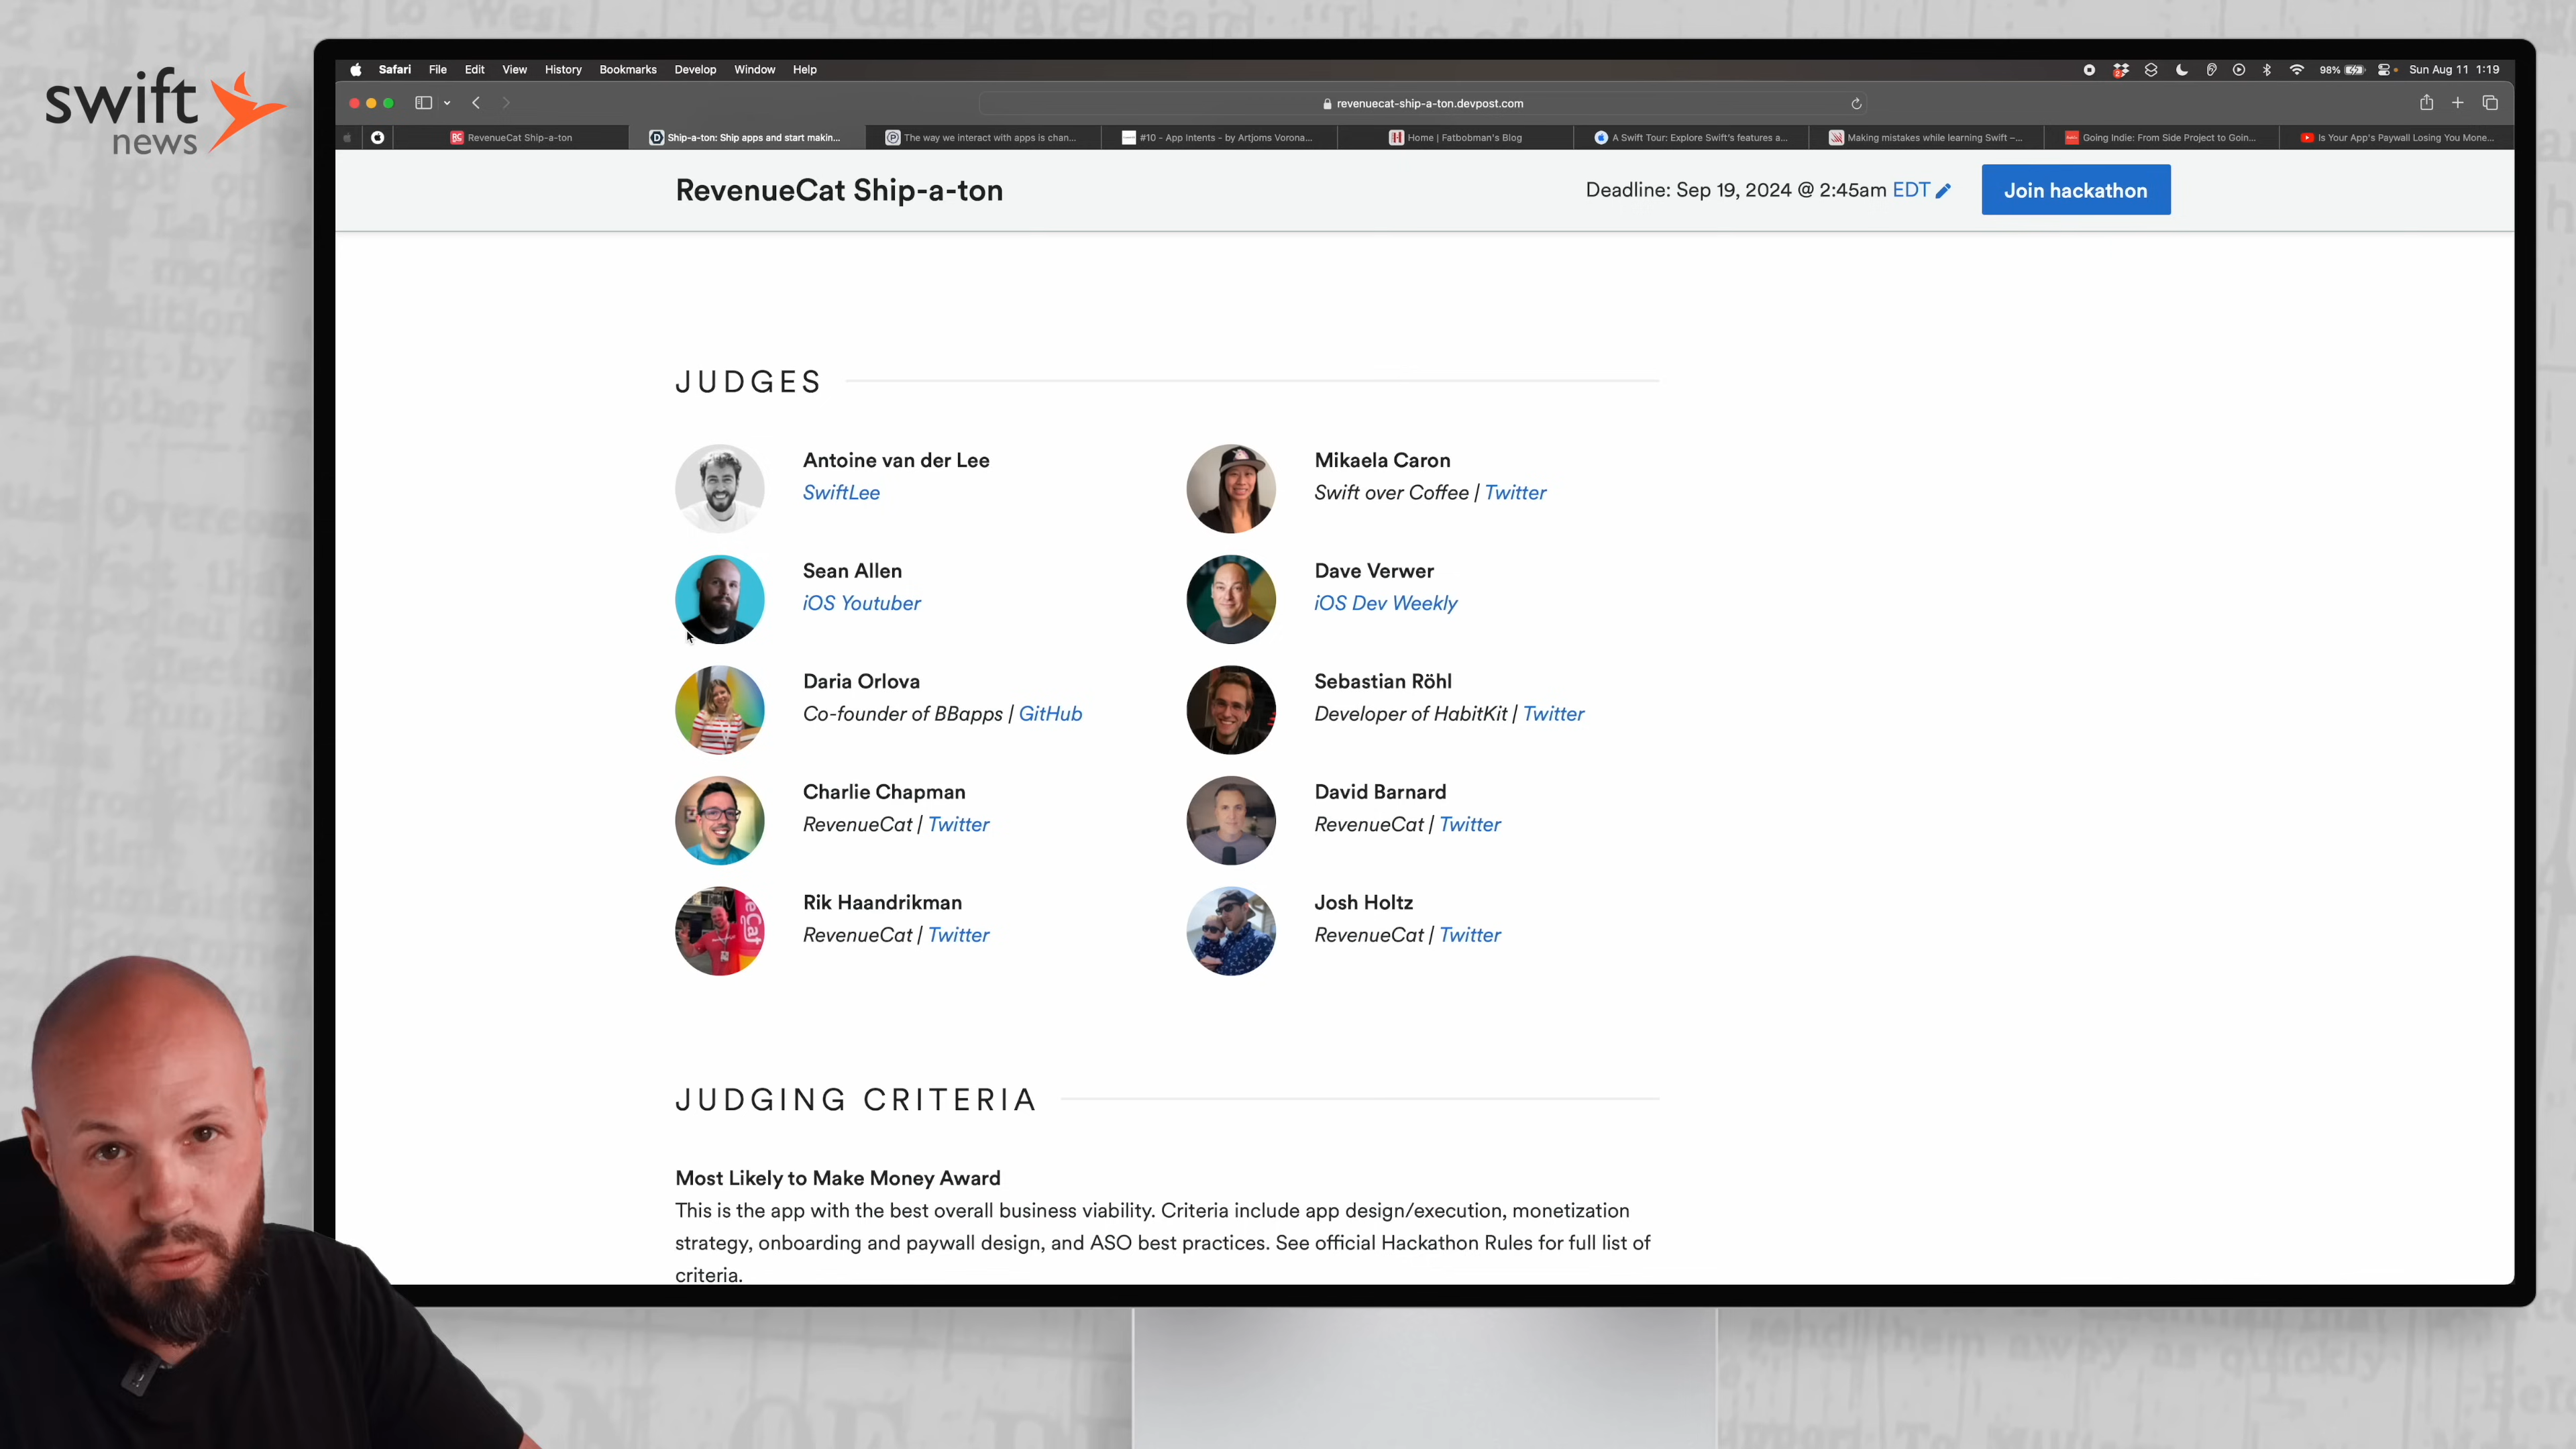 swift
news
Safari File Edit View History Bookmarks Develop Window Help
98% Sun Aug 11 1:19
revenuecat-ship-a-ton.devpost.com
RevenueCat Ship-a-ton
Ship-a-ton: Ship apps and start makin...
The way we interact with apps is chan...
#10 - App Intents - by Artjoms Vorona...
Home | Fatbobman's Blog
A Swift Tour: Explore Swift's features a...
Making mistakes while learning Swift –...
Going Indie: From Side Project to Goin...
Is Your App's Paywall Losing You Mone...
RevenueCat Ship-a-ton
Deadline: Sep 19, 2024 @ 2:45am EDT
Join hackathon
JUDGES
Antoine van der Lee
SwiftLee
Mikaela Caron
Swift over Coffee | Twitter
Sean Allen
iOS Youtuber
Dave Verwer
iOS Dev Weekly
Daria Orlova
Co-founder of BBapps | GitHub
Sebastian Röhl
Developer of HabitKit | Twitter
Charlie Chapman
RevenueCat | Twitter
David Barnard
RevenueCat | Twitter
Rik Haandrikman
RevenueCat | Twitter
Josh Holtz
RevenueCat | Twitter
JUDGING CRITERIA
Most Likely to Make Money Award
This is the app with the best overall business viability. Criteria include app design/execution, monetization
strategy, onboarding and paywall design, and ASO best practices. See official Hackathon Rules for full list of
criteria.